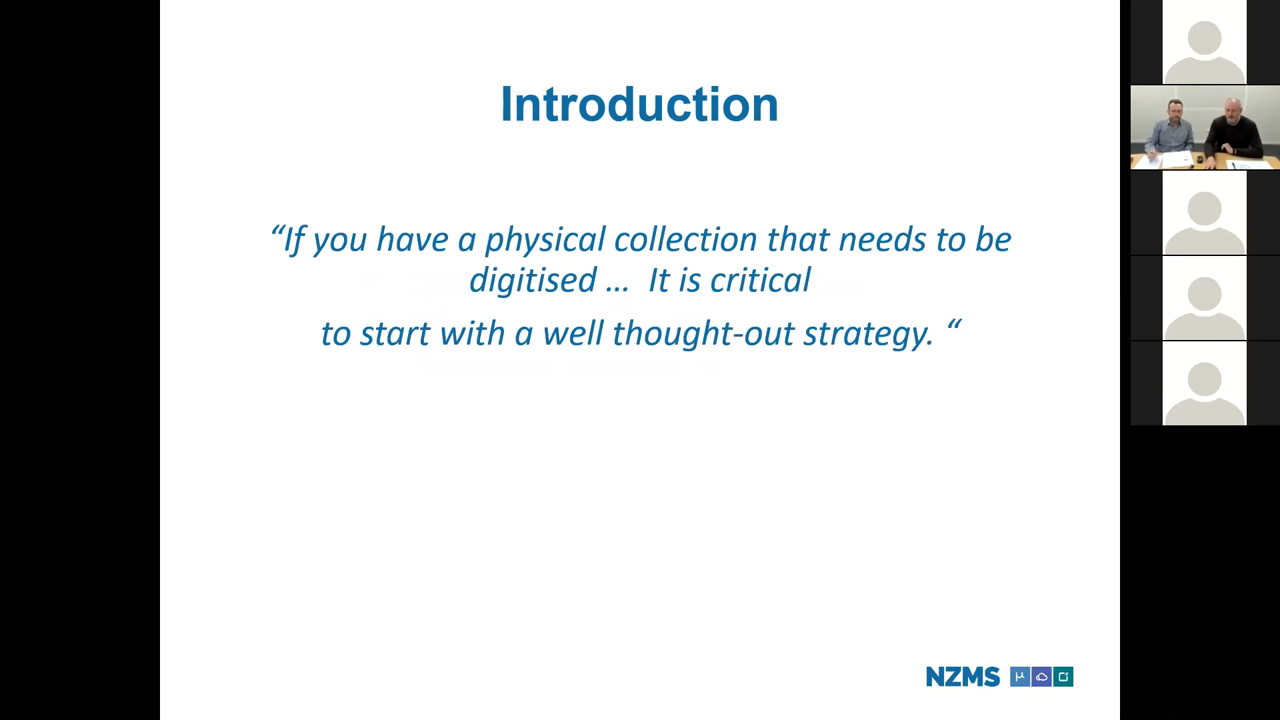 Introduction
“If you have a physical collection that needs to be
digitised ... It is critical
to start with a well thought-out strategy. “
NZMS